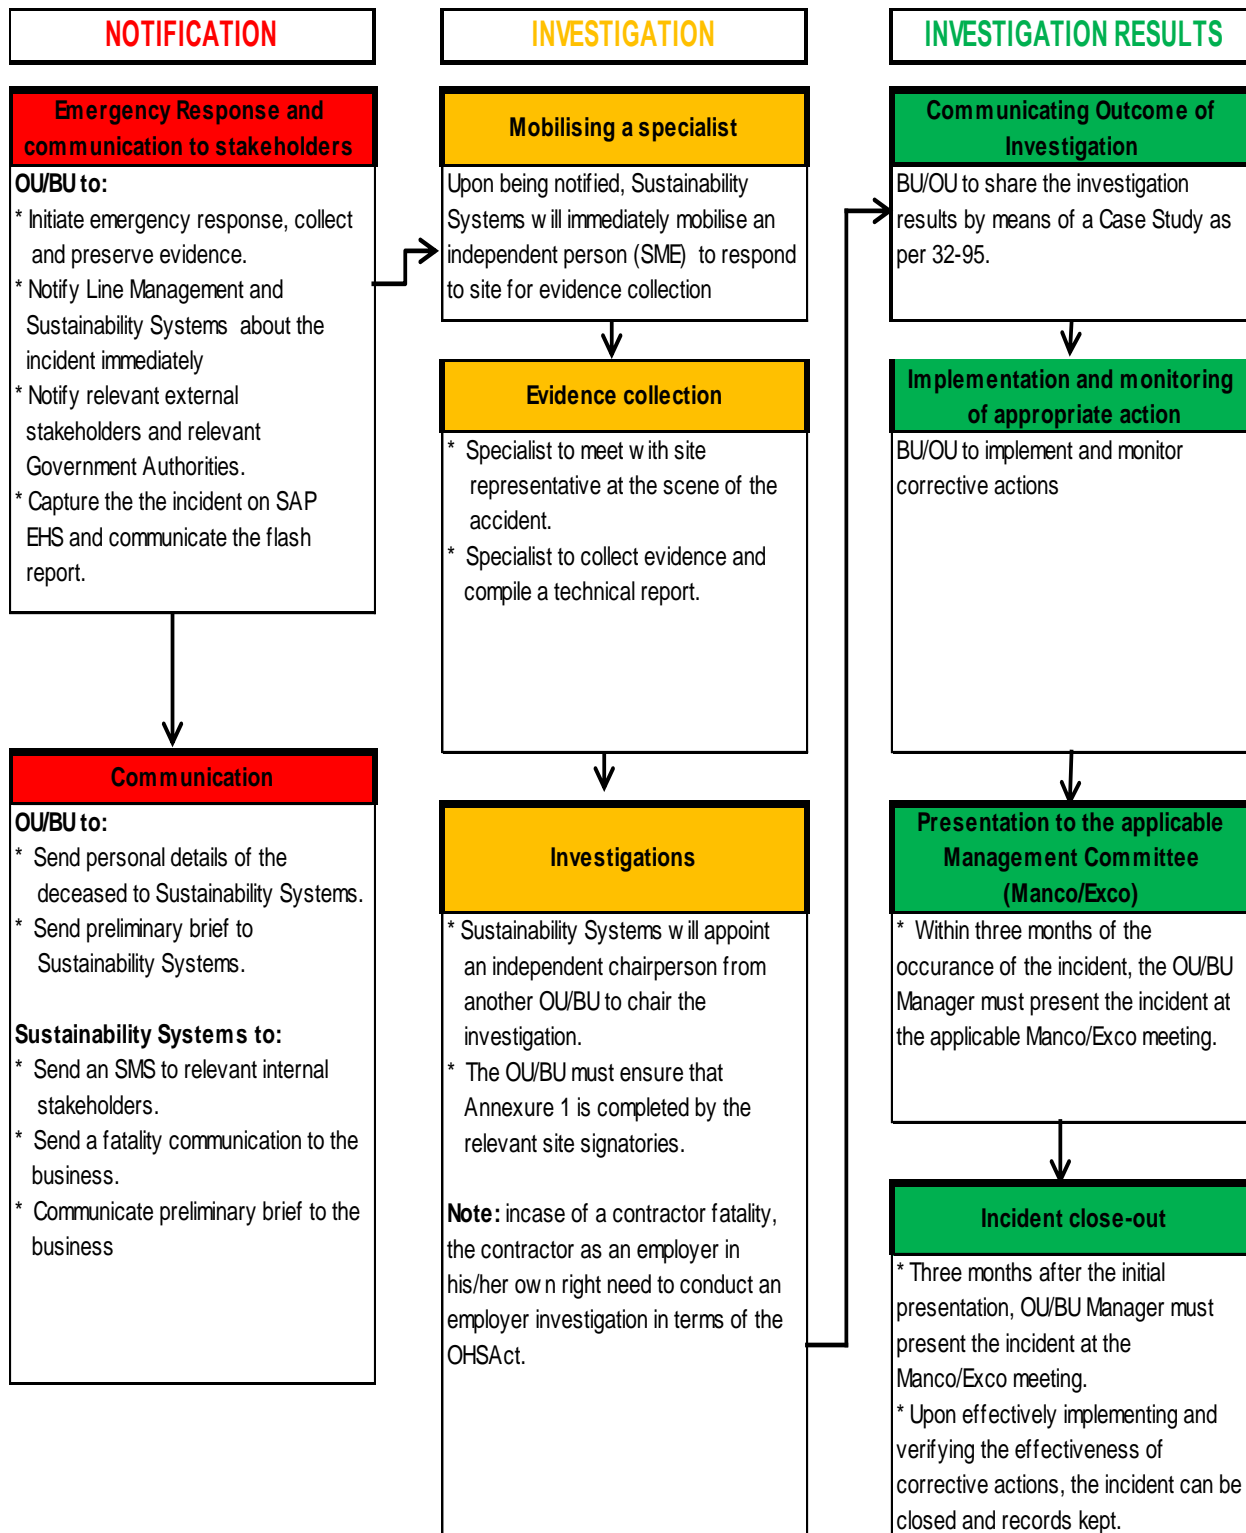 NOTIFICATION
Emergency Response and
communication to stakeholders
OU/BU to:
* Initiate emergency response, collect
and preserve evidence.
* Notify Line Management and
Sustainability Systems about the
incident immediately
* Notify relevant external
stakeholders and relevant
Government Authorities.
* Capture the the incident on SAP
EHS and communicate the flash
report.
Communication
OU/BU to:
* Send personal details of the
deceased to Sustainability Systems.
* Send preliminary brief to
Sustainability Systems.
Sustainability Systems to:
* Send an SMS to relevant internal
stakeholders.
* Send a fatality communication to the
business.
* Communicate preliminary brief to the
business
INVESTIGATION
Mobilising a specialist
Upon being notified, Sustainability
Systems will immediately mobilise an
independent person (SME) to respond
to site for evidence collection
Evidence collection
* Specialist to meet with site
representative at the scene of the
accident.
* Specialist to collect evidence and
compile a technical report.
Investigations
* Sustainability Systems will appoint
an independent chairperson from
another OU/BU to chair the
investigation.
* The OU/BU must ensure that
Annexure 1 is completed by the
relevant site signatories.
Note: incase of a contractor fatality,
the contractor as an employer in
his/her own right need to conduct an
employer investigation in terms of the
OHSAct.
INVESTIGATION RESULTS
Communicating Outcome of
Investigation
BU/OU to share the investigation
results by means of a Case Study as
per 32-95.
Implementation and monitoring
of appropriate action
BU/OU to implement and monitor
corrective actions
Presentation to the applicable
Management Committee
(Manco/Exco)
* Within three months of the
occurance of the incident, the OU/BU
Manager must present the incident at
the applicable Manco/Exco meeting.
Incident close-out
* Three months after the initial
presentation, OU/BU Manager must
present the incident at the
Manco/Exco meeting.
* Upon effectively implementing and
verifying the effectiveness of
corrective actions, the incident can be
closed and records kept.